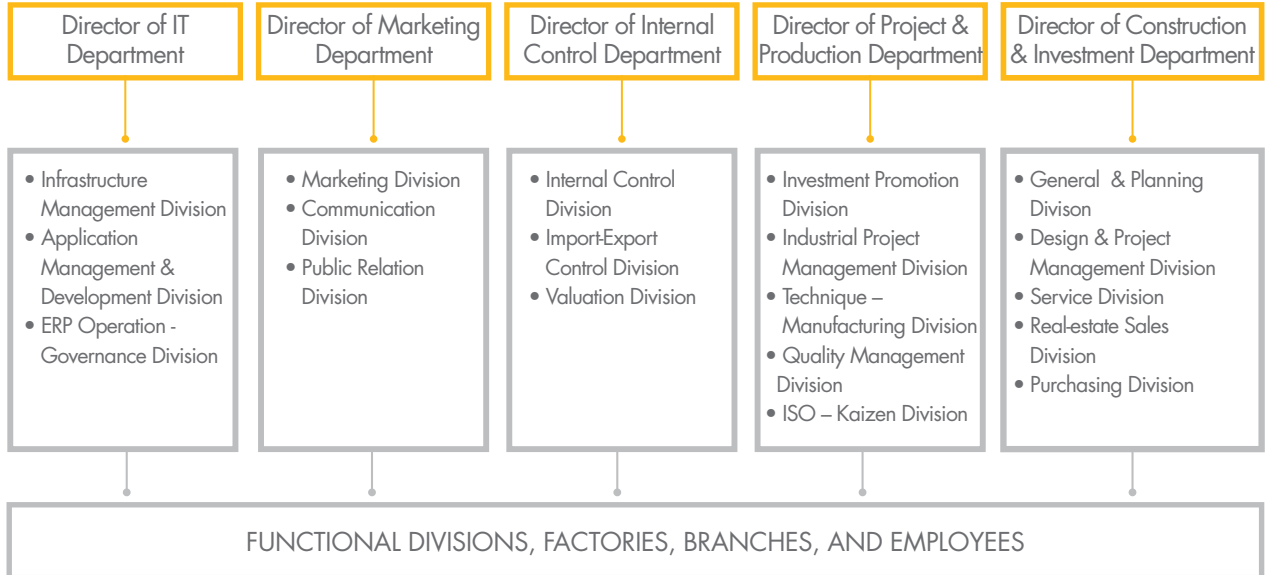 Director of IT
Department
Director of Marketing
Department
Director of Internal
Control Department
Director of Project &
Production Department
Director of Construction
& Investment Department
• Infrastructure
Management Division
• Application
Management &
Development Division
• ERP Operation -
Governance Division
• Marketing Division
• Communication
Division
• Public Relation
Division
• Internal Control
Division
• Import-Export
Control Division
• Valuation Division
• Investment Promotion
Division
• Industrial Project
Management Division
• Technique –
Manufacturing Division
• Quality Management
Division
• ISO – Kaizen Division
• General & Planning
Divison
• Design & Project
Management Division
• Service Division
• Real-estate Sales
Division
• Purchasing Division
FUNCTIONAL DIVISIONS, FACTORIES, BRANCHES, AND EMPLOYEES